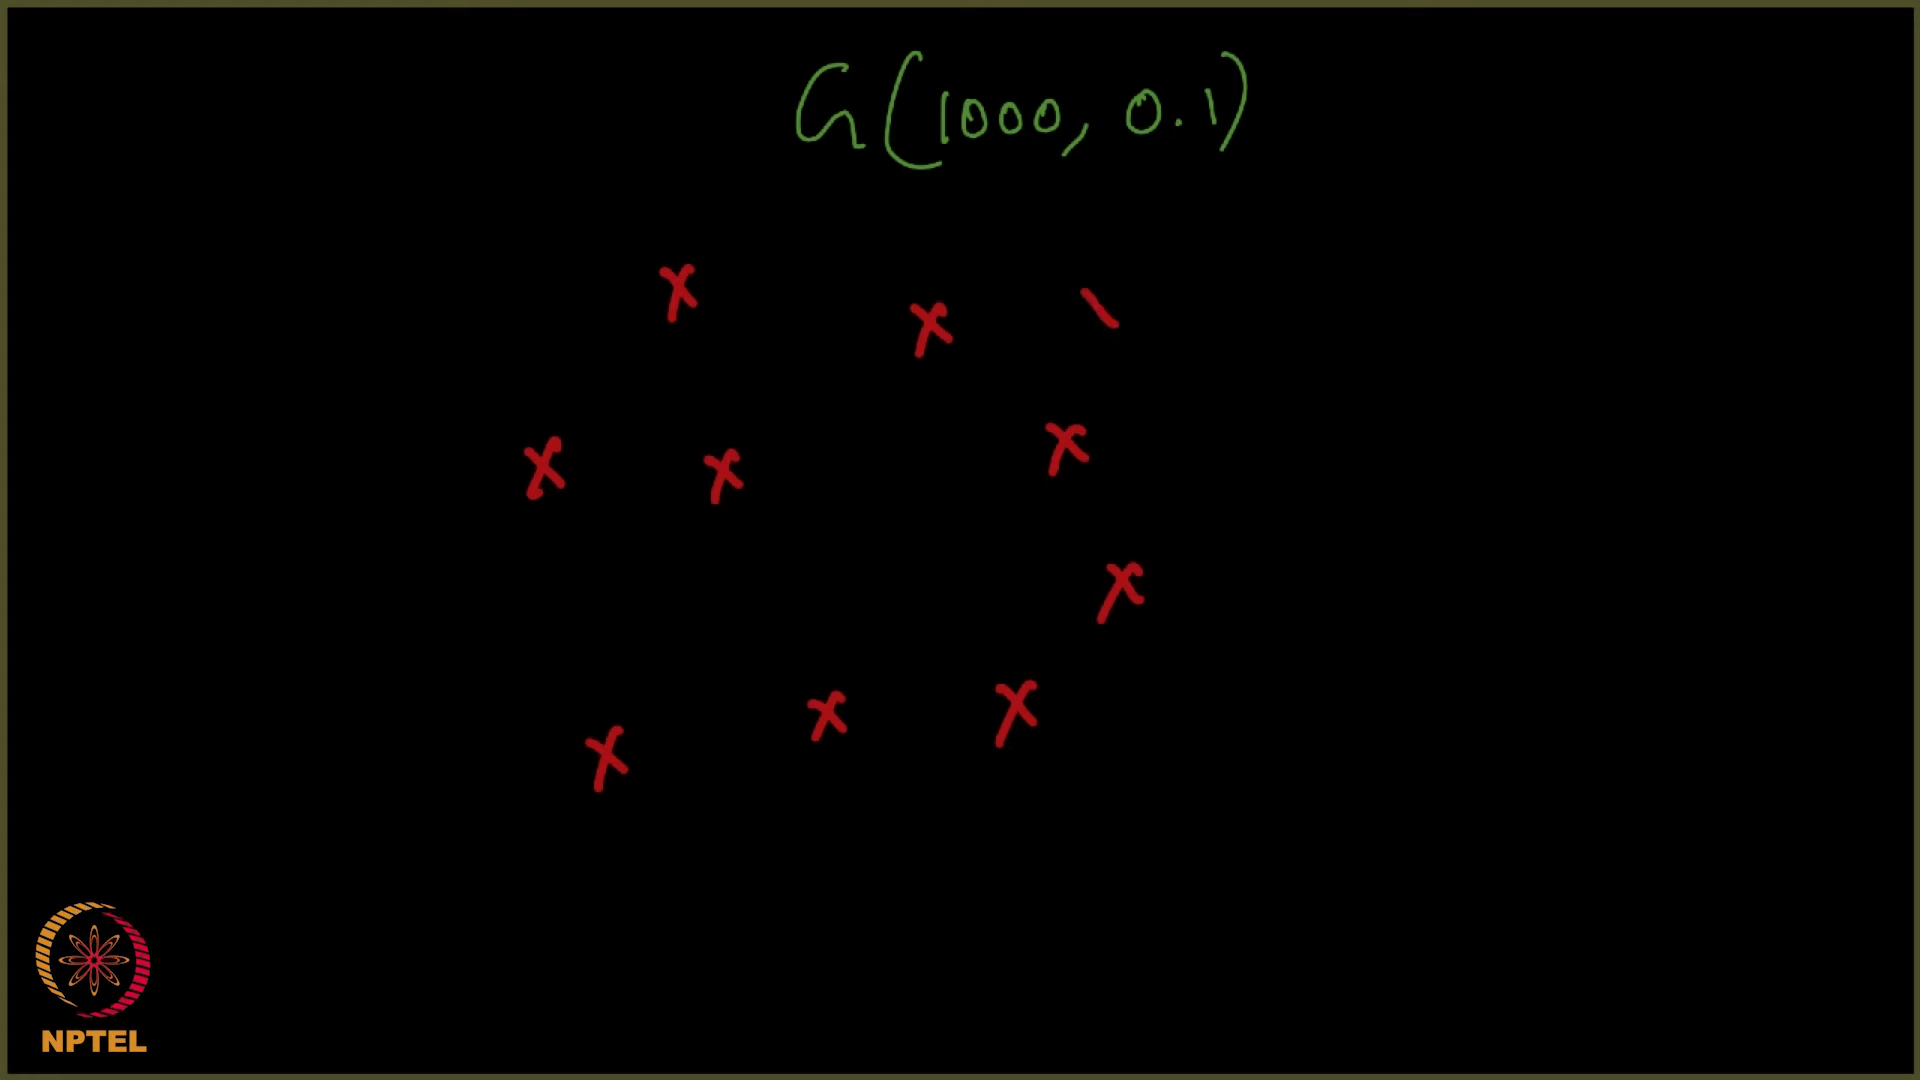 G(1000, 0.1)
x x \
x x x
x
x x x
NPTEL